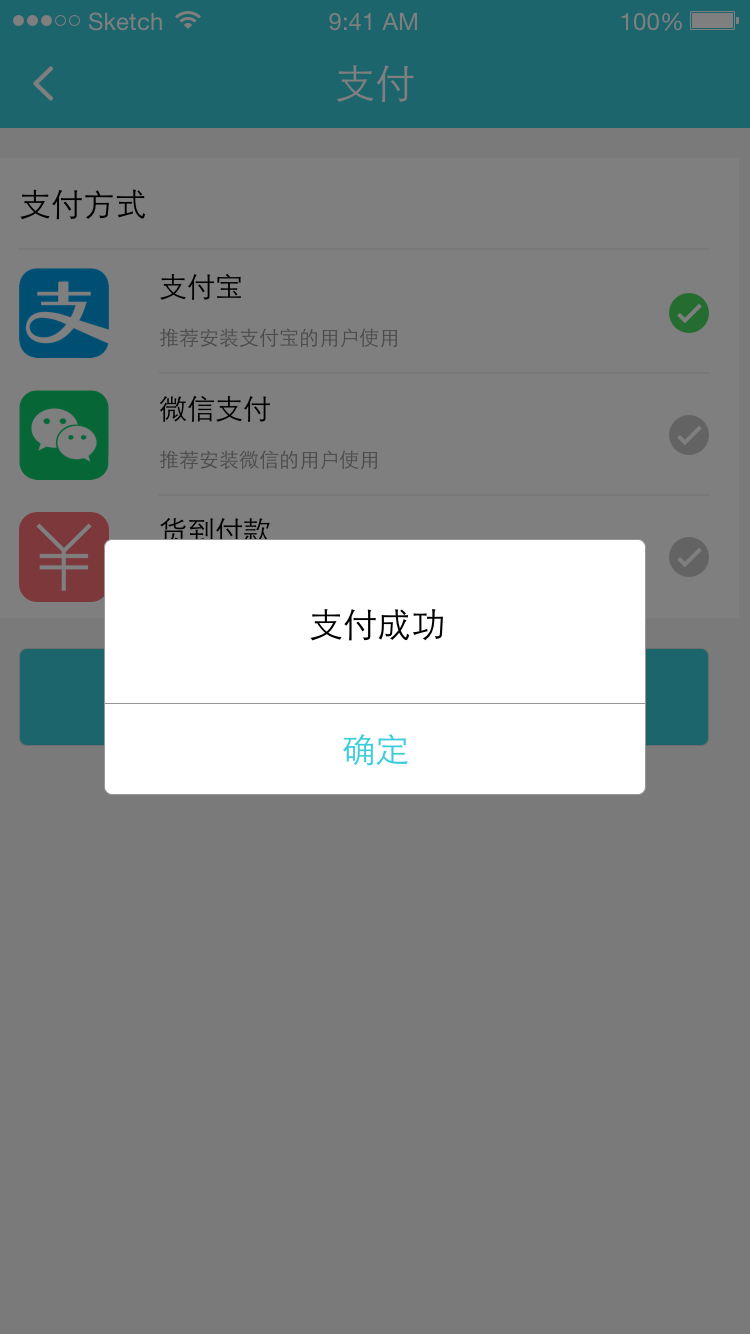 Sketch 9:41 AM 100%
支付
支付方式
支付宝
推荐安装支付宝的用户使用
微信支付
推荐安装微信的用户使用
货到付款
支付成功
确定